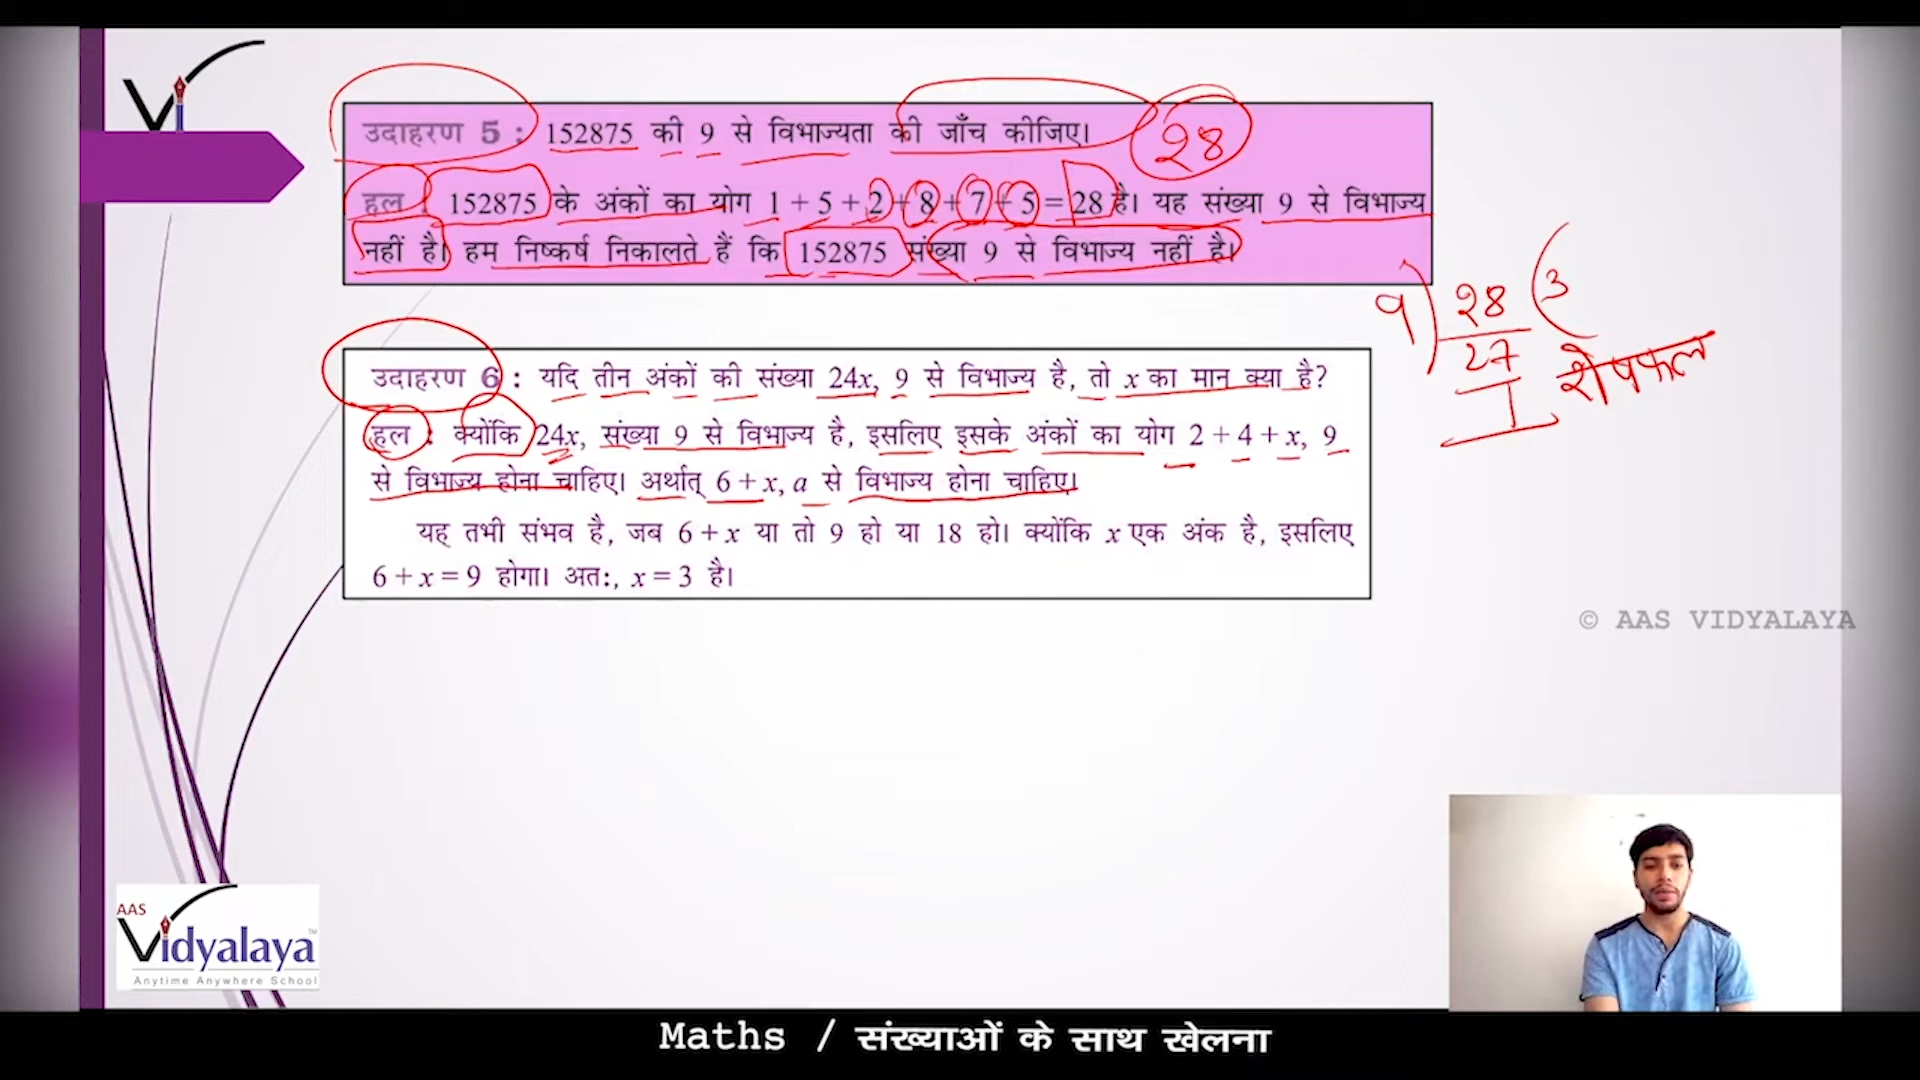 उदाहरण 5 : 152875 की 9 से विभाज्यता की जाँच कीजिए।
28
हल : 152875 के अंकों का योग 1 + 5 + 2 + 8 + 7 + 5 = 28 है। यह संख्या 9 से विभाज्य
नहीं है। हम निष्कर्ष निकालते हैं कि 152875 संख्या 9 से विभाज्य नहीं है।
9) 28 (3
27
1 शेषफल
उदाहरण 6 : यदि तीन अंकों की संख्या 24x, 9 से विभाज्य है, तो x का मान क्या है?
हल : क्योंकि 24x, संख्या 9 से विभाज्य है, इसलिए इसके अंकों का योग 2 + 4 + x, 9
से विभाज्य होना चाहिए। अर्थात् 6 + x, a से विभाज्य होना चाहिए।
यह तभी संभव है, जब 6 + x या तो 9 हो या 18 हो। क्योंकि x एक अंक है, इसलिए
6 + x = 9 होगा। अत:, x = 3 है।
© AAS VIDYALAYA
AAS
Vidyalaya TM
Anytime Anywhere School
Maths / संख्याओं के साथ खेलना